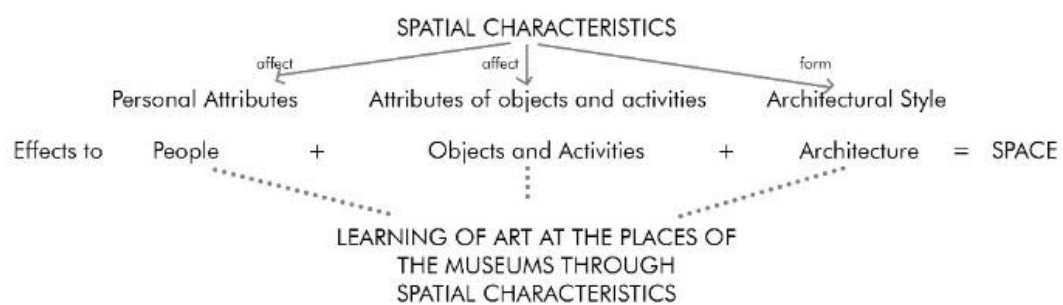 SPATIAL CHARACTERISTICS
affect affect form
Personal Attributes Attributes of objects and activities Architectural Style
Effects to People + Objects and Activities + Architecture = SPACE
LEARNING OF ART AT THE PLACES OF
THE MUSEUMS THROUGH
SPATIAL CHARACTERISTICS